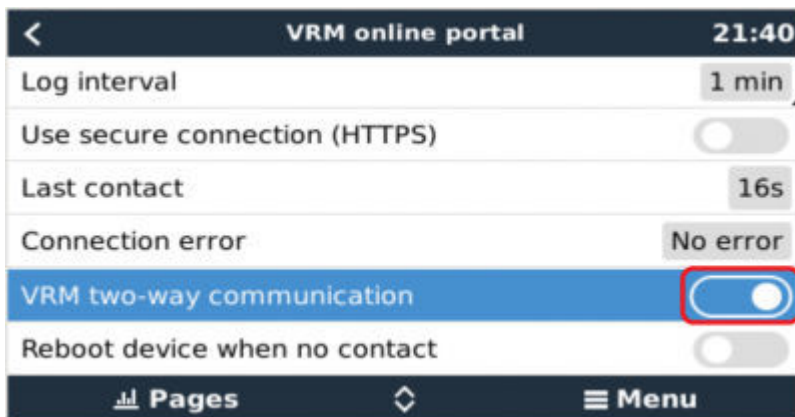 VRM online portal 21:40
Log interval 1 min
Use secure connection (HTTPS)
Last contact 16s
Connection error No error
VRM two-way communication
Reboot device when no contact
Pages Menu